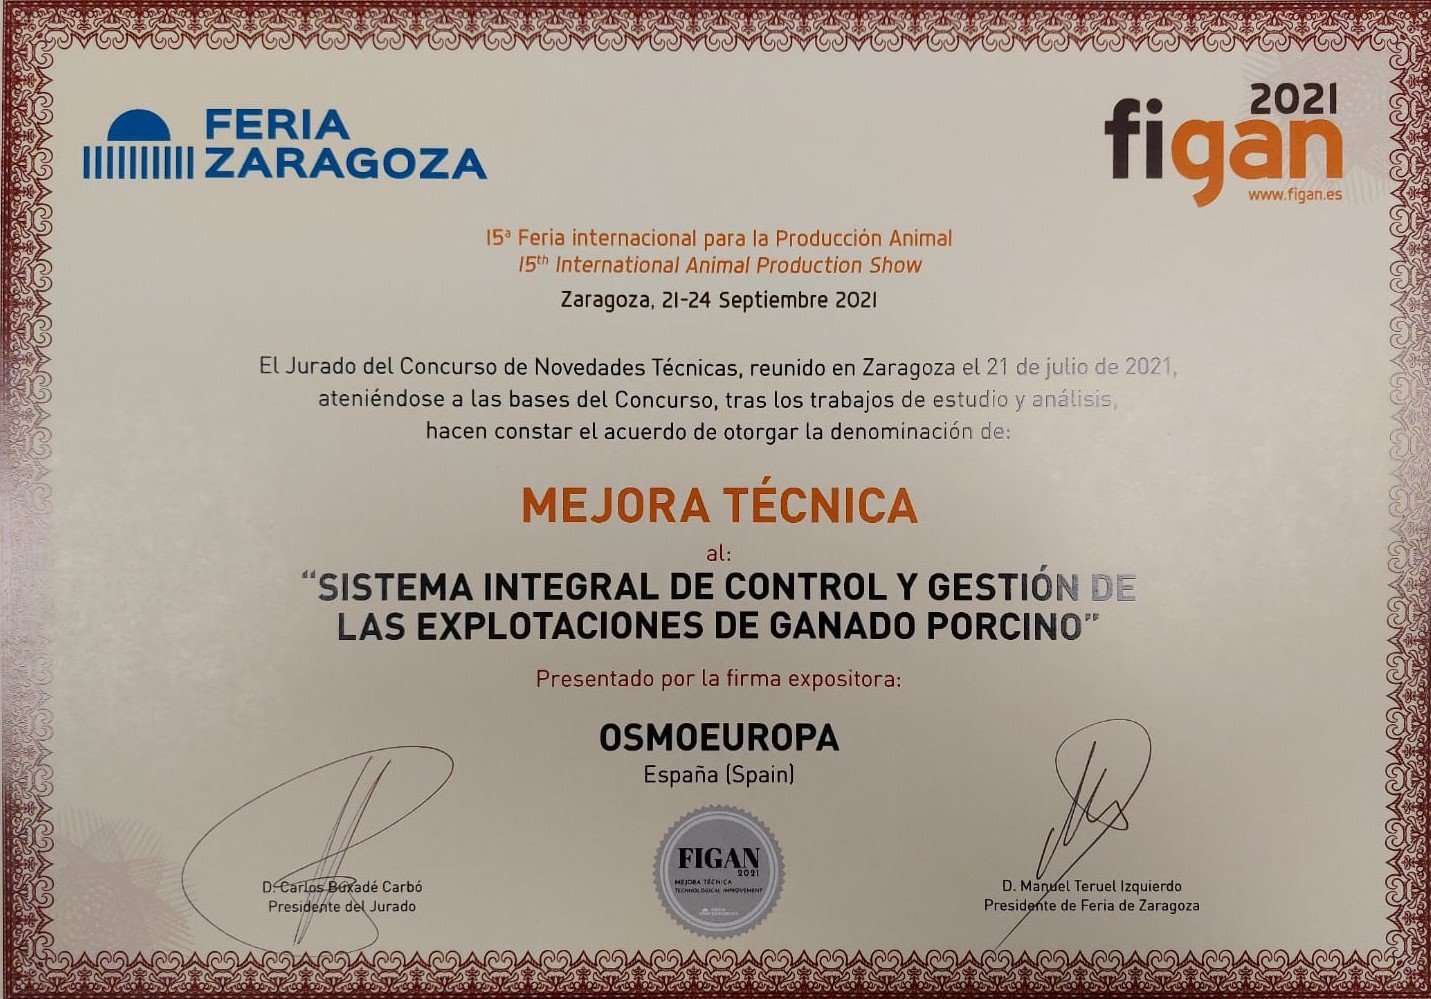 FERIA
ZARAGOZA
2021
figan
www.figan.es
15ª Feria internacional para la Producción Animal
15th International Animal Production Show
Zaragoza, 21-24 Septiembre 2021
El Jurado del Concurso de Novedades Técnicas, reunido en Zaragoza el 21 de julio de 2021,
ateniéndose a las bases del Concurso, tras los trabajos de estudio y análisis,
hacen constar el acuerdo de otorgar la denominación de:
MEJORA TÉCNICA
al:
“SISTEMA INTEGRAL DE CONTROL Y GESTIÓN DE
LAS EXPLOTACIONES DE GANADO PORCINO”
Presentado por la firma expositora:
OSMOEUROPA
España (Spain)
D. Carlos Buxadé Carbó
Presidente del Jurado
FIGAN
2021
MEJORA TÉCNICA
TECHNOLOGICAL IMPROVEMENT
D. Manuel Teruel Izquierdo
Presidente de Feria de Zaragoza